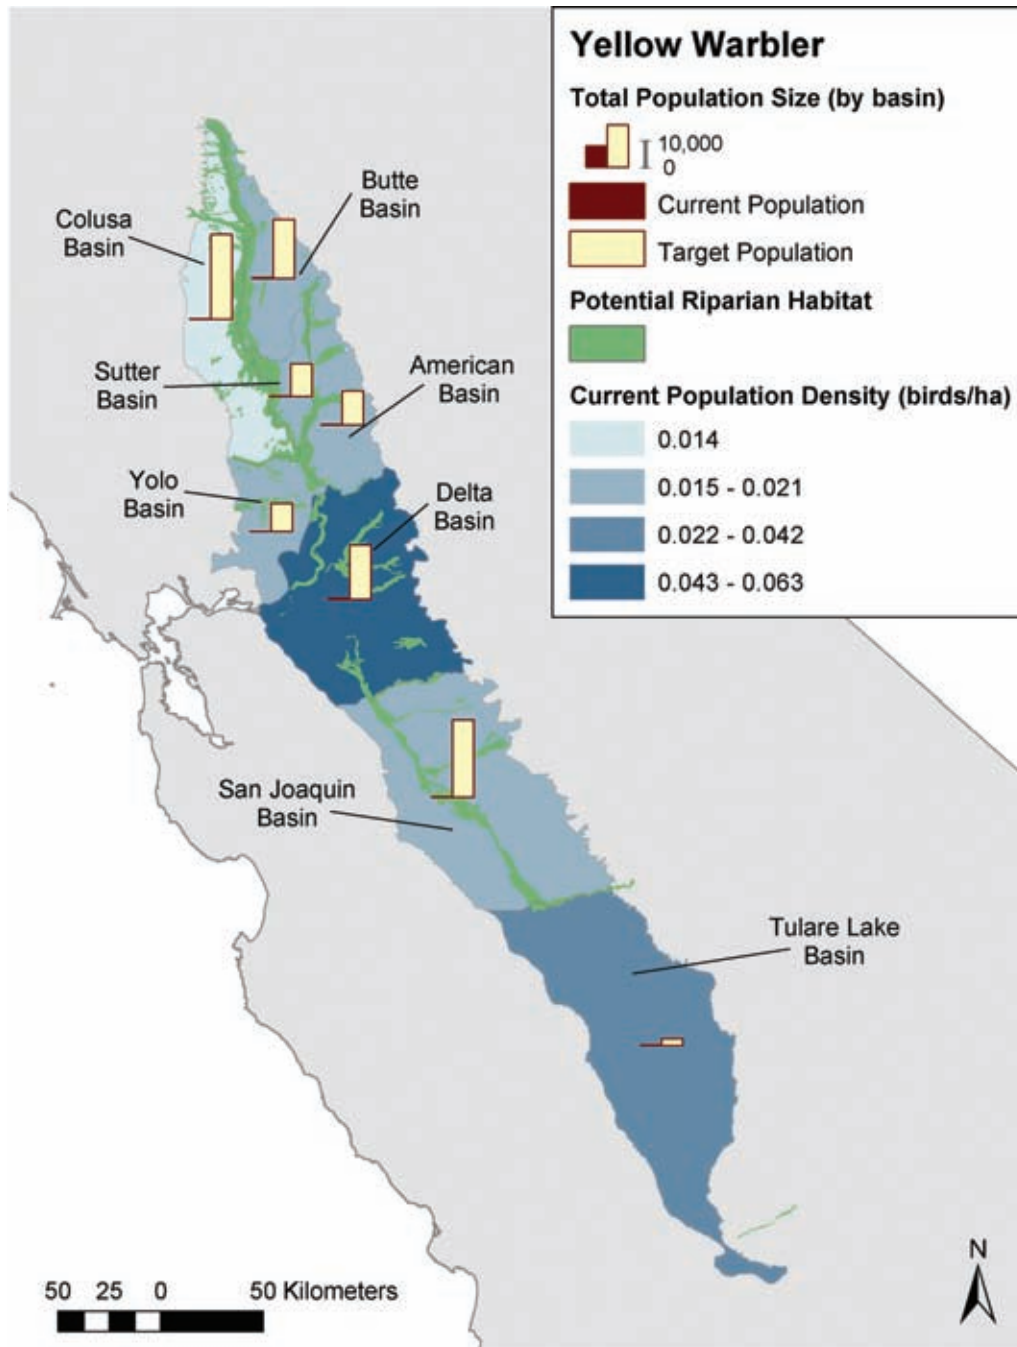 Yellow Warbler
Total Population Size (by basin)
10,000
0
Current Population
Target Population
Potential Riparian Habitat
Current Population Density (birds/ha)
0.014
0.015 - 0.021
0.022 - 0.042
0.043 - 0.063
Butte
Basin
Colusa
Basin
Sutter
Basin
American
Basin
Yolo
Basin
Delta
Basin
San Joaquin
Basin
Tulare Lake
Basin
50 25 0 50 Kilometers
N